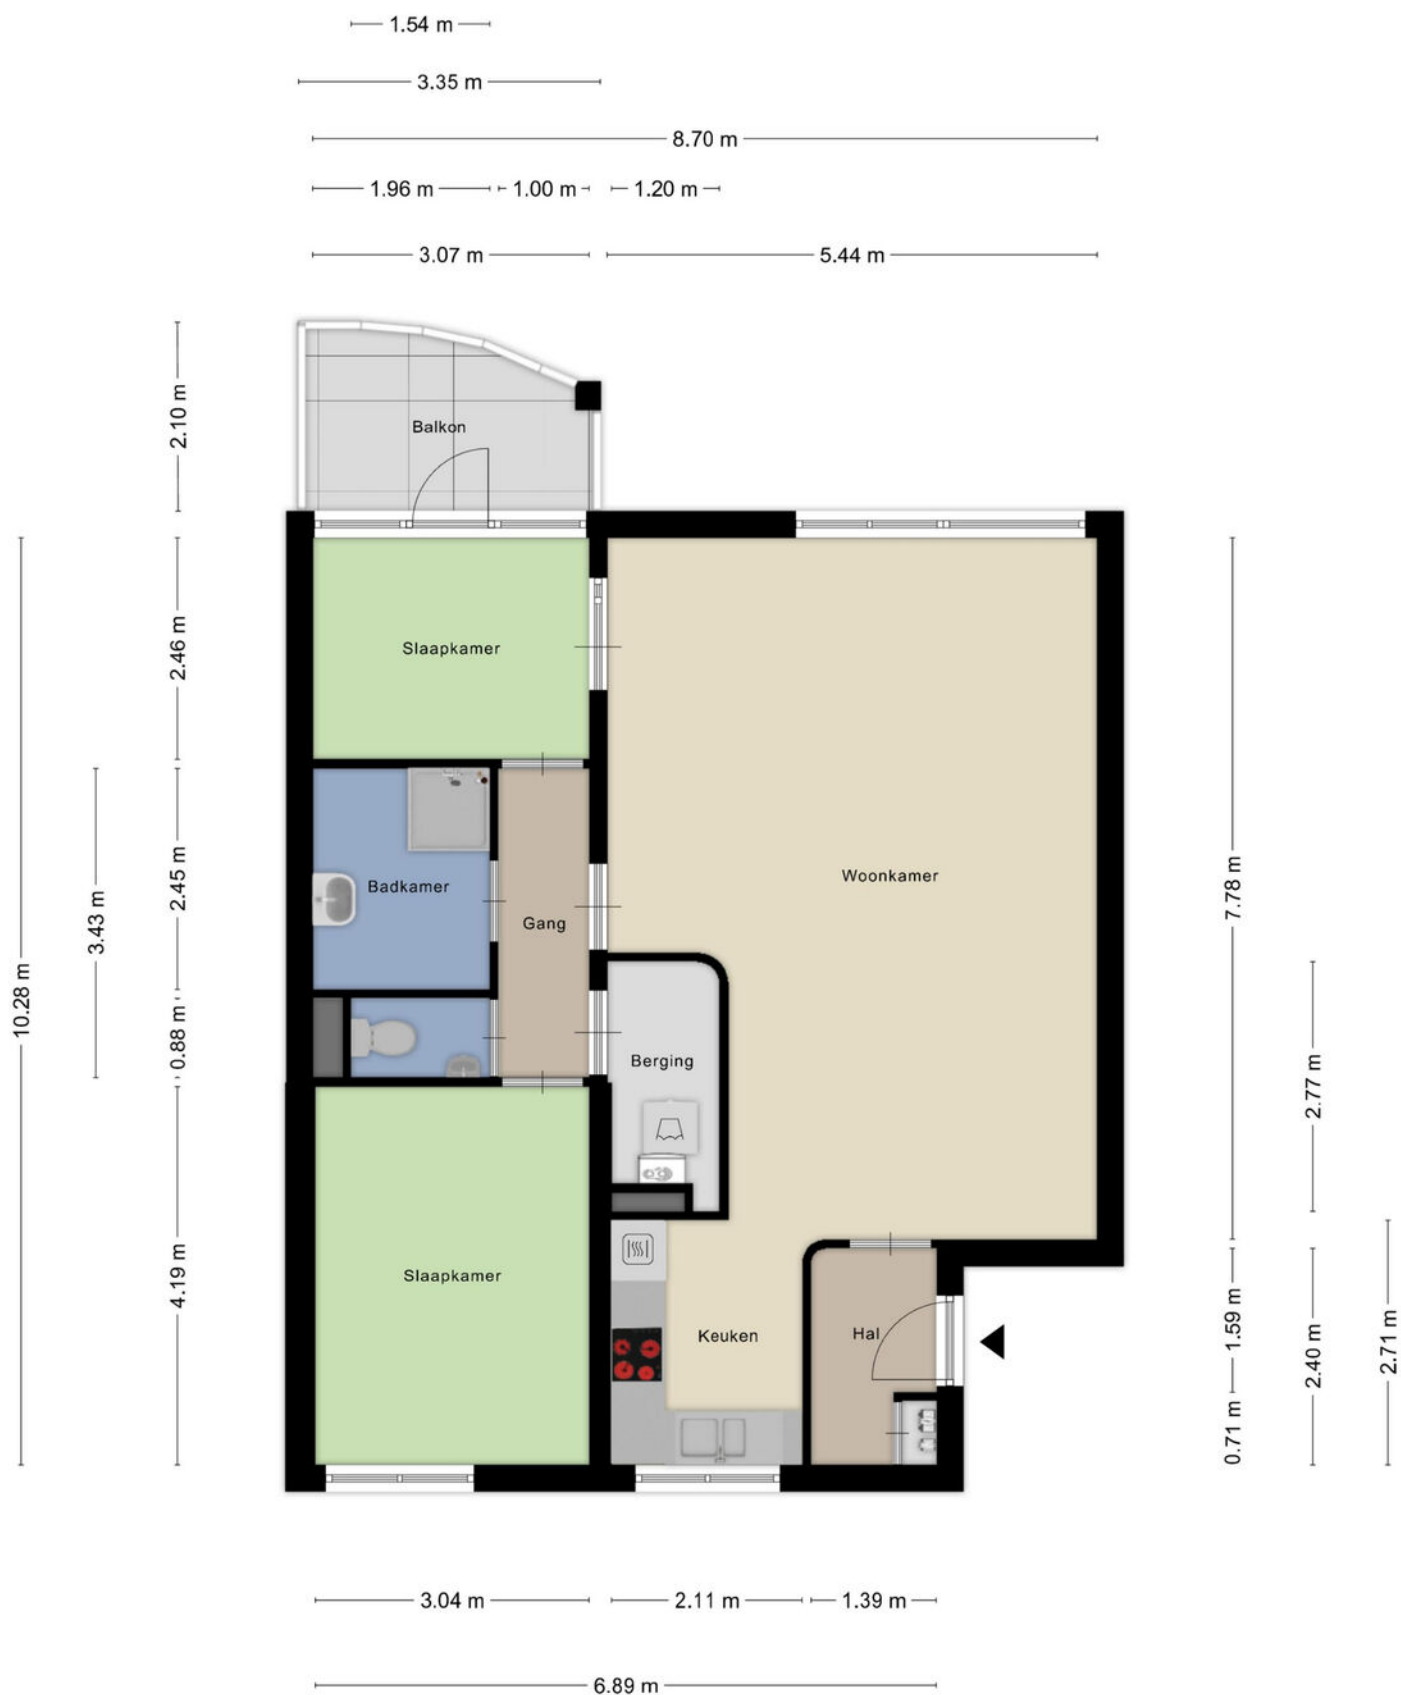 1.54 m
3.35 m
8.70 m
1.96 m
1.00 m
1.20 m
3.07 m
5.44 m
2.10 m
Balkon
2.46 m
Slaapkamer
Woonkamer
7.78 m
10.28 m
3.43 m
2.45 m
Badkamer
Gang
0.88 m
Berging
2.77 m
4.19 m
Slaapkamer
Keuken
Hal
1.59 m
2.40 m
2.71 m
0.71 m
3.04 m
2.11 m
1.39 m
6.89 m